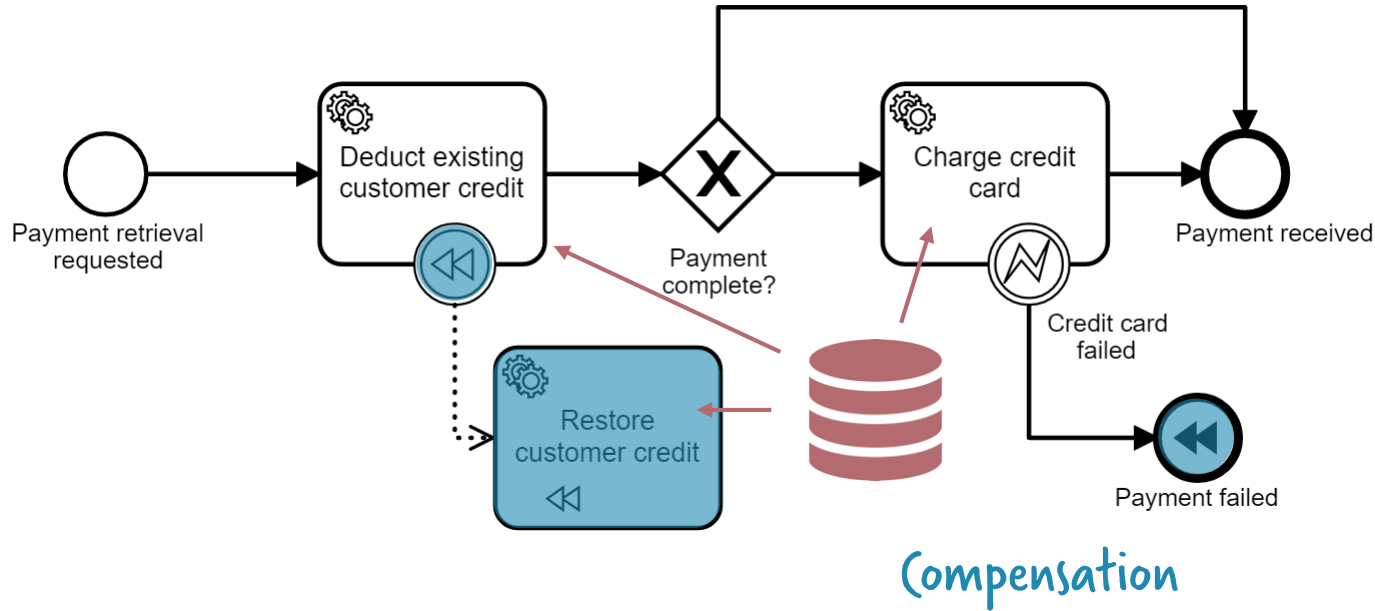 Deduct existing
customer credit
Charge credit
card
X
Payment retrieval
requested
Payment
complete?
Payment received
Credit card
failed
Restore
customer credit
Payment failed
Compensation